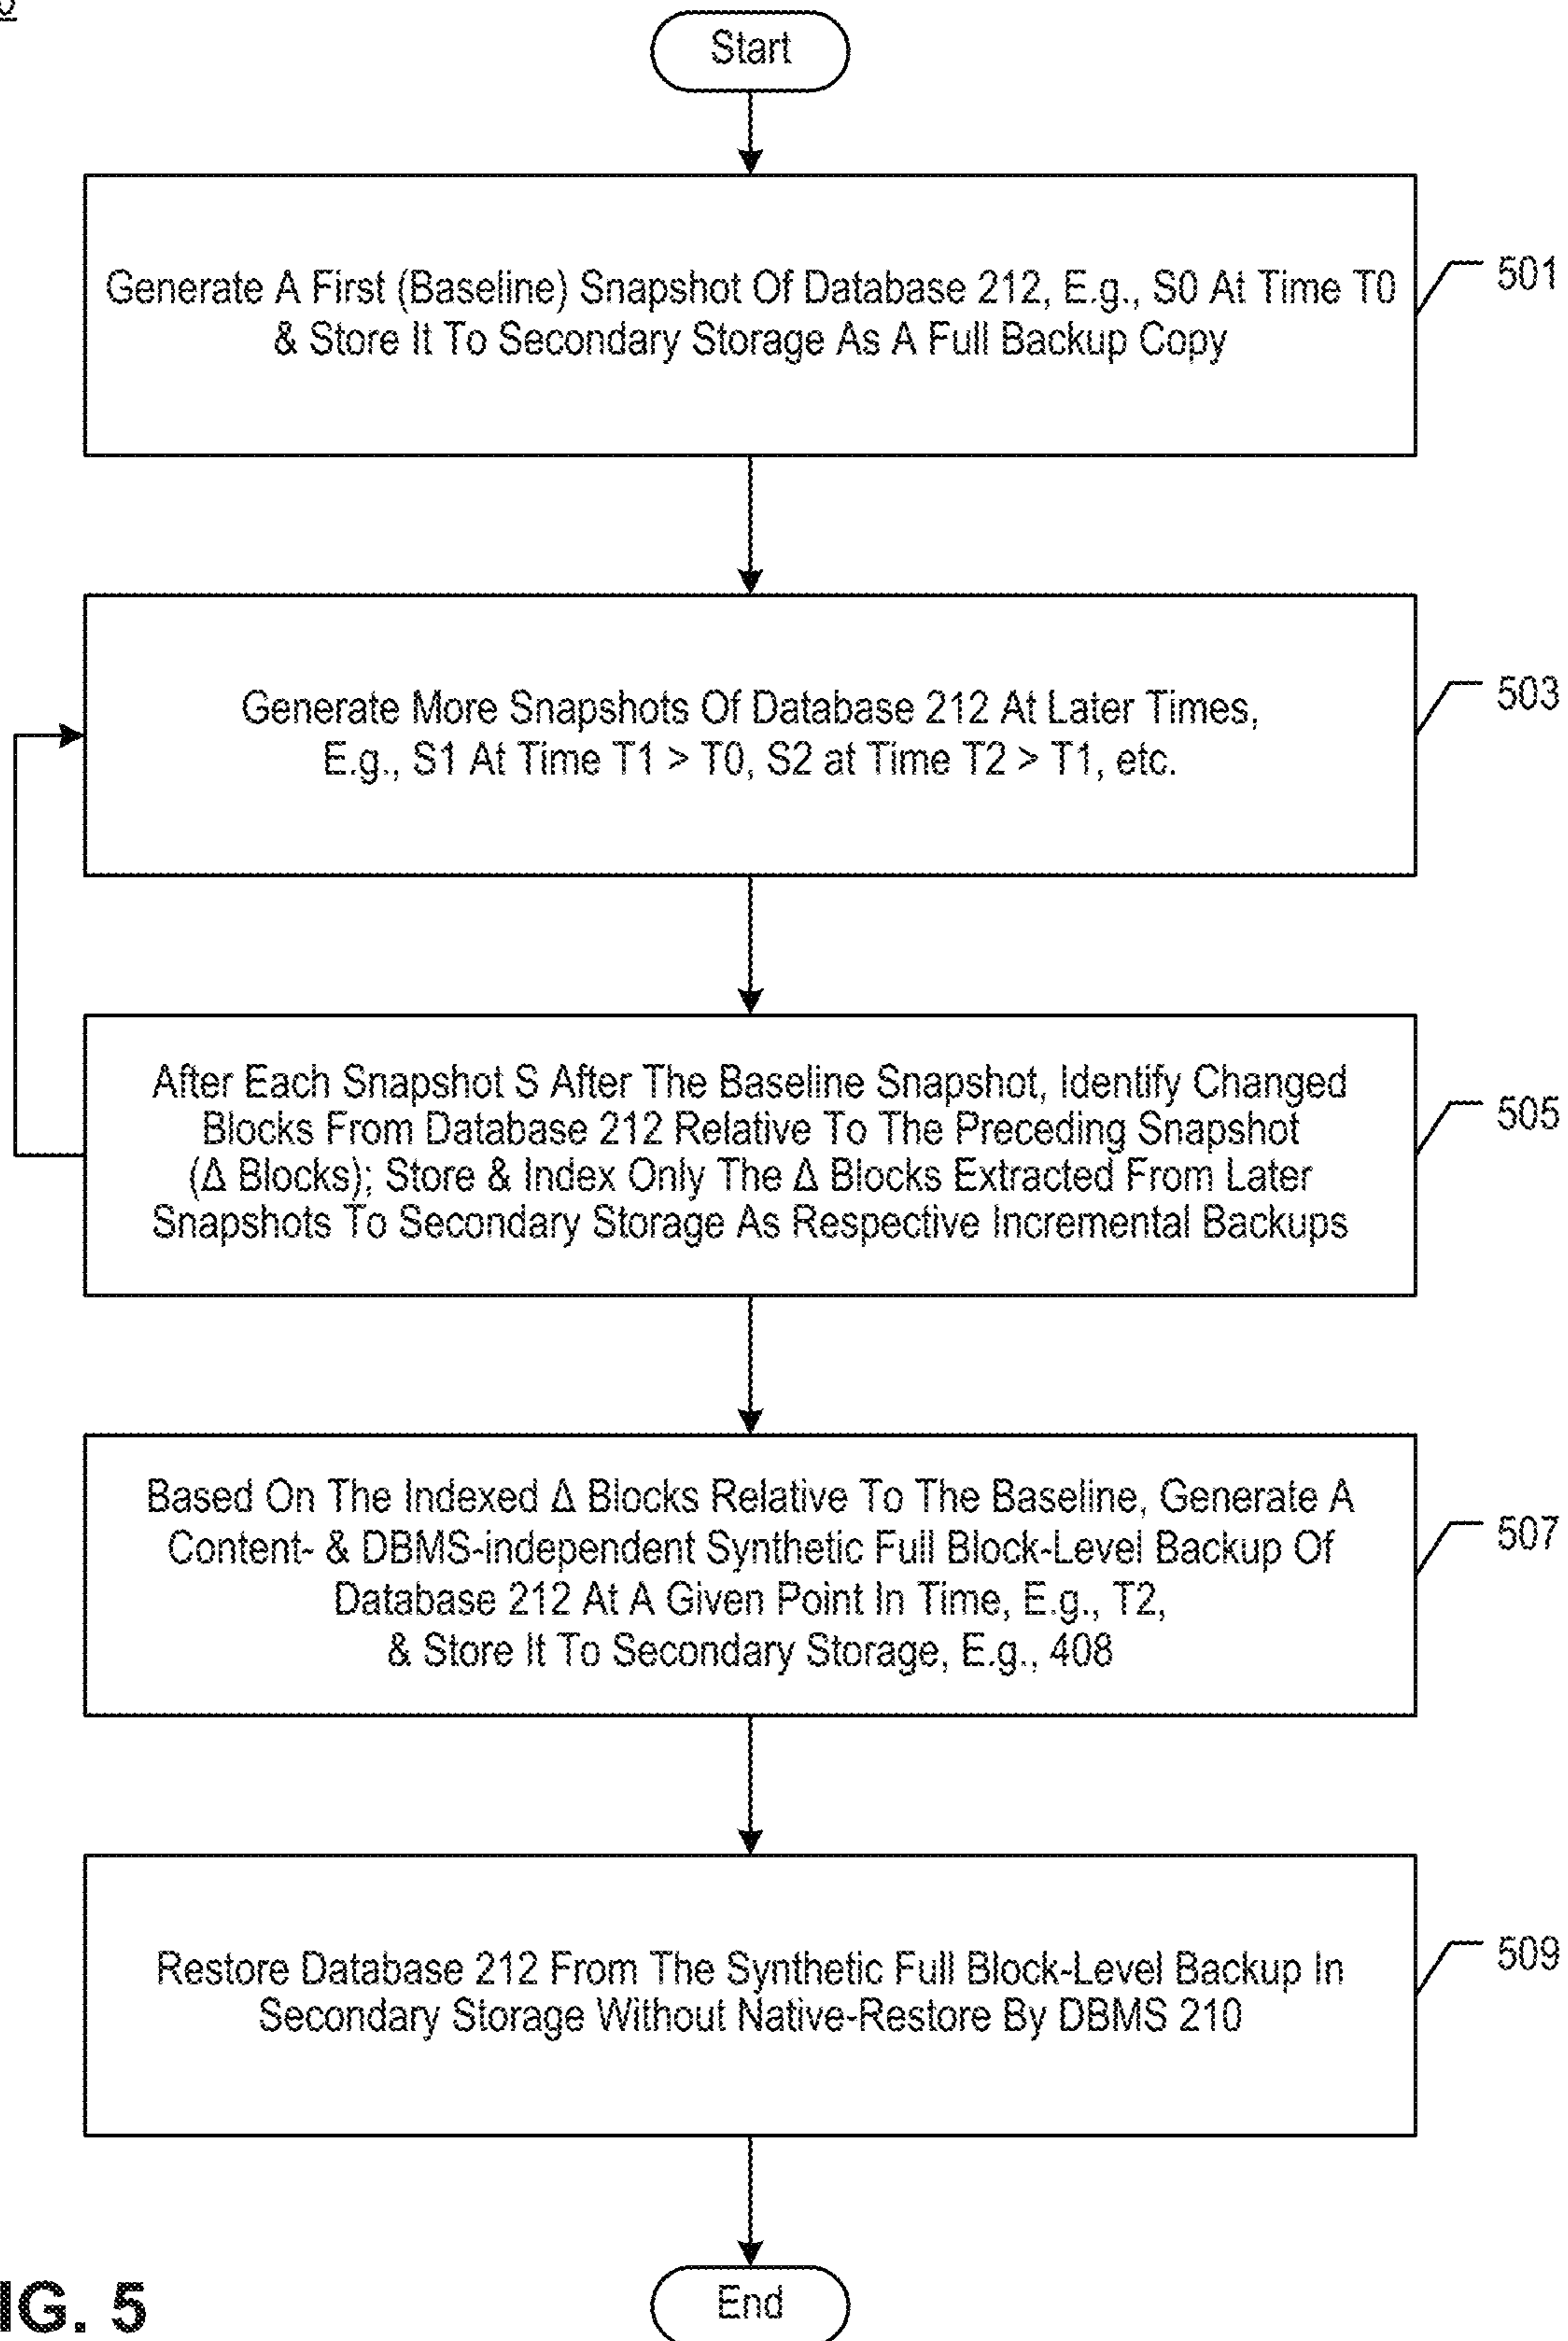 Start
Generate A First (Baseline) Snapshot Of Database 212, E.g., S0 At Time T0
& Store It To Secondary Storage As A Full Backup Copy
501
Generate More Snapshots Of Database 212 At Later Times,
E.g., S1 At Time T1 > T0, S2 at Time T2 > T1, etc.
503
After Each Snapshot S After The Baseline Snapshot, Identify Changed
Blocks From Database 212 Relative To The Preceding Snapshot
(Δ Blocks); Store & Index Only The Δ Blocks Extracted From Later
Snapshots To Secondary Storage As Respective Incremental Backups
505
Based On The Indexed Δ Blocks Relative To The Baseline, Generate A
Content- & DBMS-independent Synthetic Full Block-Level Backup Of
Database 212 At A Given Point In Time, E.g., T2,
& Store It To Secondary Storage, E.g., 408
507
Restore Database 212 From The Synthetic Full Block-Level Backup In
Secondary Storage Without Native-Restore By DBMS 210
509
End
IG. 5